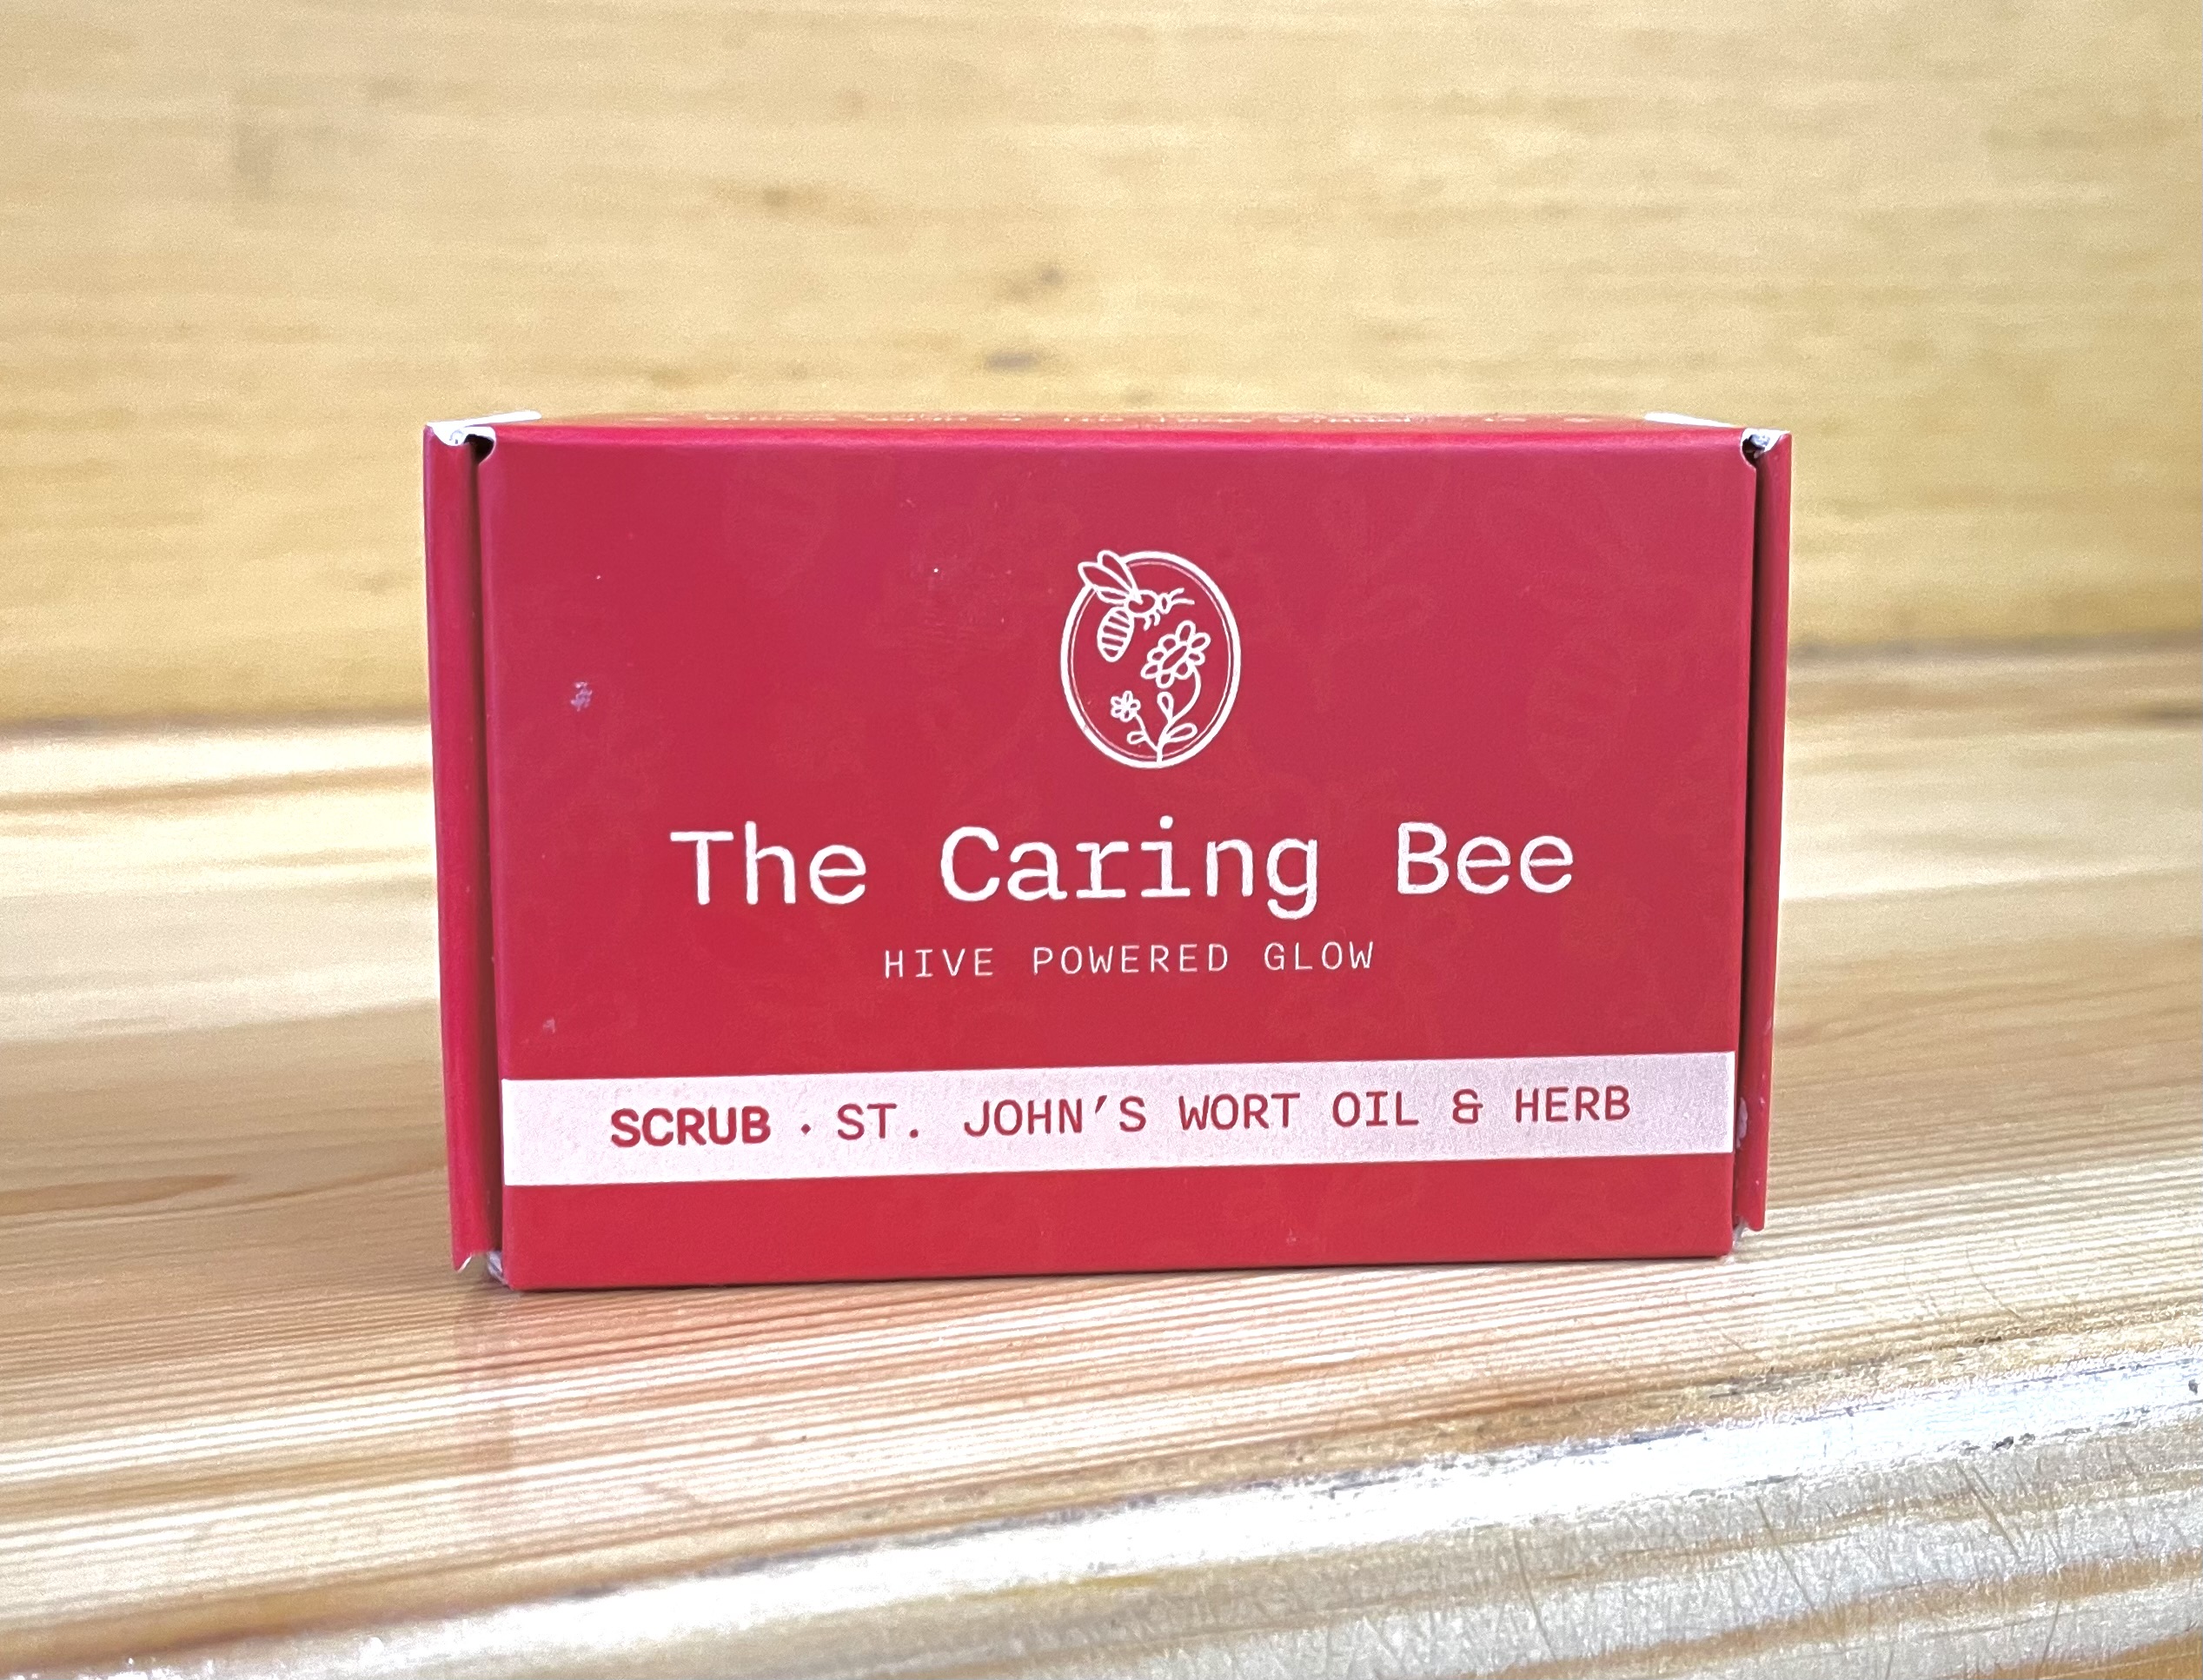 The Caring Bee
HIVE POWERED GLOW
SCRUB · ST. JOHN'S WORT OIL & HERB